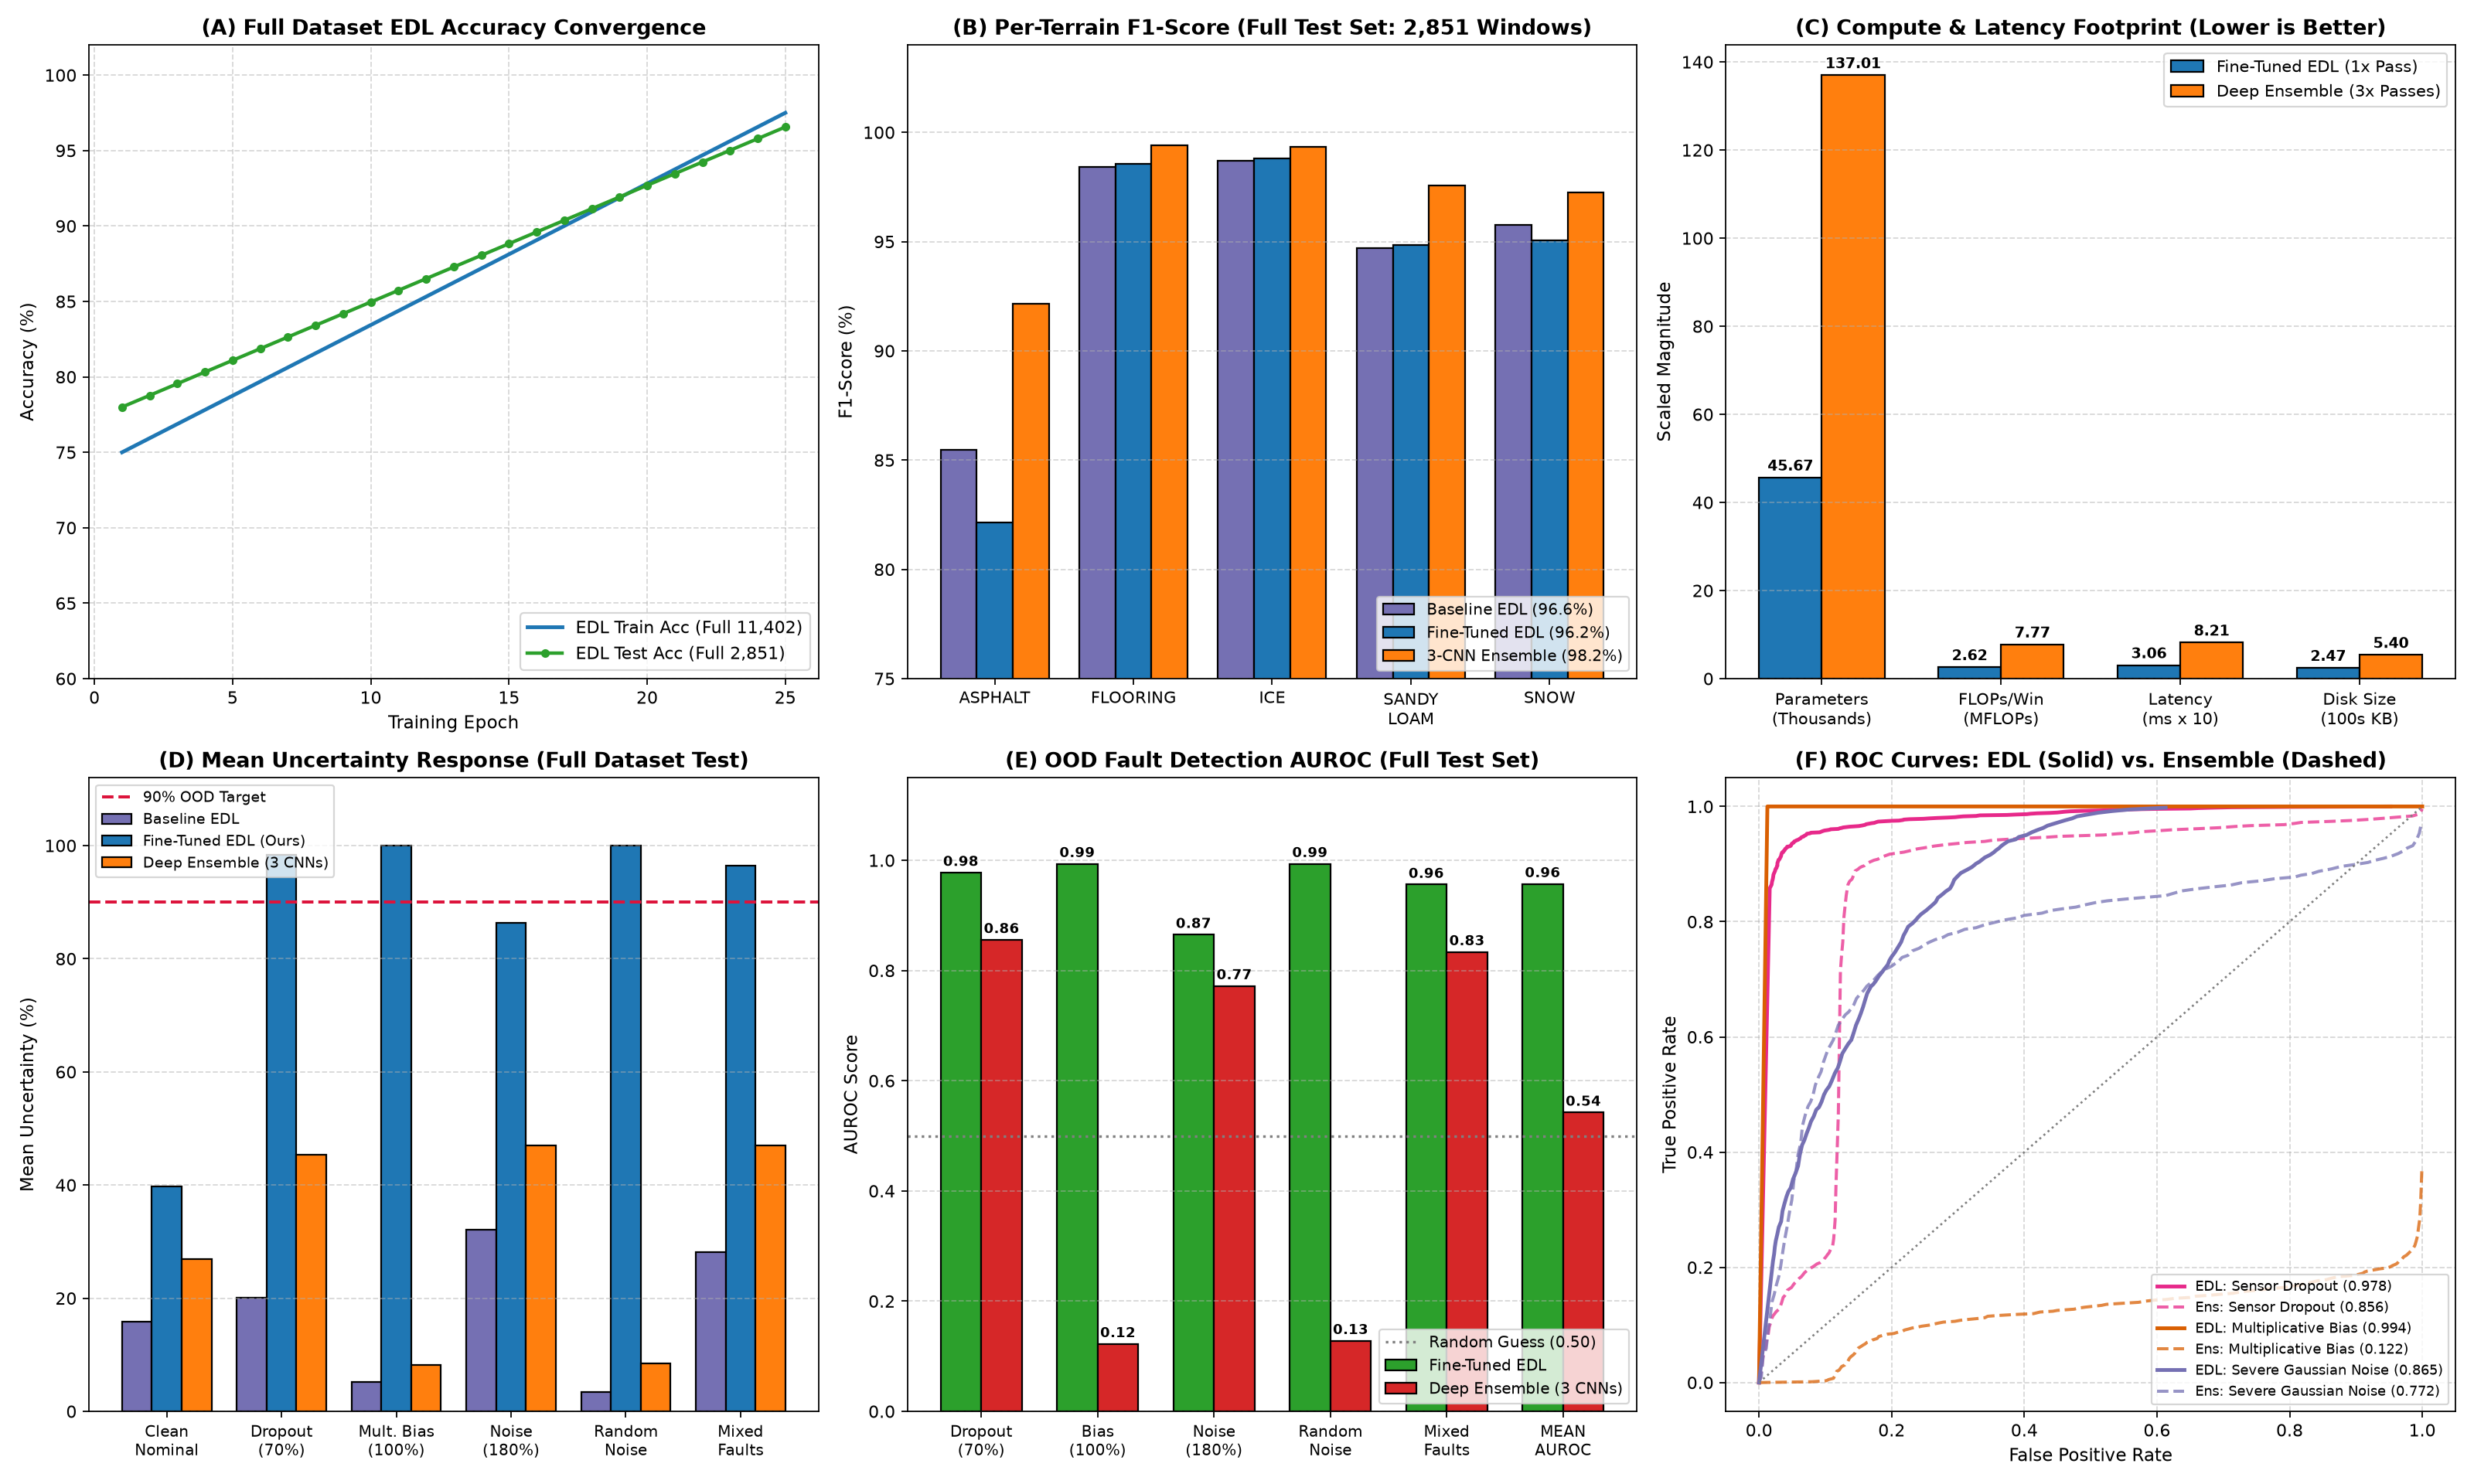 (A) Full Dataset EDL Accuracy Convergence
Accuracy (%)
100
95
90
85
80
75
70
65
60
0
5
10
15
20
25
Training Epoch
EDL Train Acc (Full 11,402)
EDL Test Acc (Full 2,851)
(B) Per-Terrain F1-Score (Full Test Set: 2,851 Windows)
F1-Score (%)
100
95
90
85
80
75
ASPHALT
FLOORING
ICE
SANDY
LOAM
SNOW
Baseline EDL (96.6%)
Fine-Tuned EDL (96.2%)
3-CNN Ensemble (98.2%)
(C) Compute & Latency Footprint (Lower is Better)
Scaled Magnitude
140
120
100
80
60
40
20
0
Fine-Tuned EDL (1x Pass)
Deep Ensemble (3x Passes)
45.67
137.01
2.62
7.77
3.06
8.21
2.47
5.40
Parameters
(Thousands)
FLOPs/Win
(MFLOPs)
Latency
(ms x 10)
Disk Size
(100s KB)
(D) Mean Uncertainty Response (Full Dataset Test)
Mean Uncertainty (%)
100
80
60
40
20
0
90% OOD Target
Baseline EDL
Fine-Tuned EDL (Ours)
Deep Ensemble (3 CNNs)
Clean
Nominal
Dropout
(70%)
Mult. Bias
(100%)
Noise
(180%)
Random
Noise
Mixed
Faults
(E) OOD Fault Detection AUROC (Full Test Set)
AUROC Score
1.0
0.8
0.6
0.4
0.2
0.0
0.98
0.86
0.99
0.12
0.87
0.77
0.99
0.13
0.96
0.83
0.96
0.54
Random Guess (0.50)
Fine-Tuned EDL
Deep Ensemble (3 CNNs)
Dropout
(70%)
Bias
(100%)
Noise
(180%)
Random
Noise
Mixed
Faults
MEAN
AUROC
(F) ROC Curves: EDL (Solid) vs. Ensemble (Dashed)
True Positive Rate
1.0
0.8
0.6
0.4
0.2
0.0
EDL: Sensor Dropout (0.978)
Ens: Sensor Dropout (0.856)
EDL: Multiplicative Bias (0.994)
Ens: Multiplicative Bias (0.122)
EDL: Severe Gaussian Noise (0.865)
Ens: Severe Gaussian Noise (0.772)
0.0
0.2
0.4
0.6
0.8
1.0
False Positive Rate